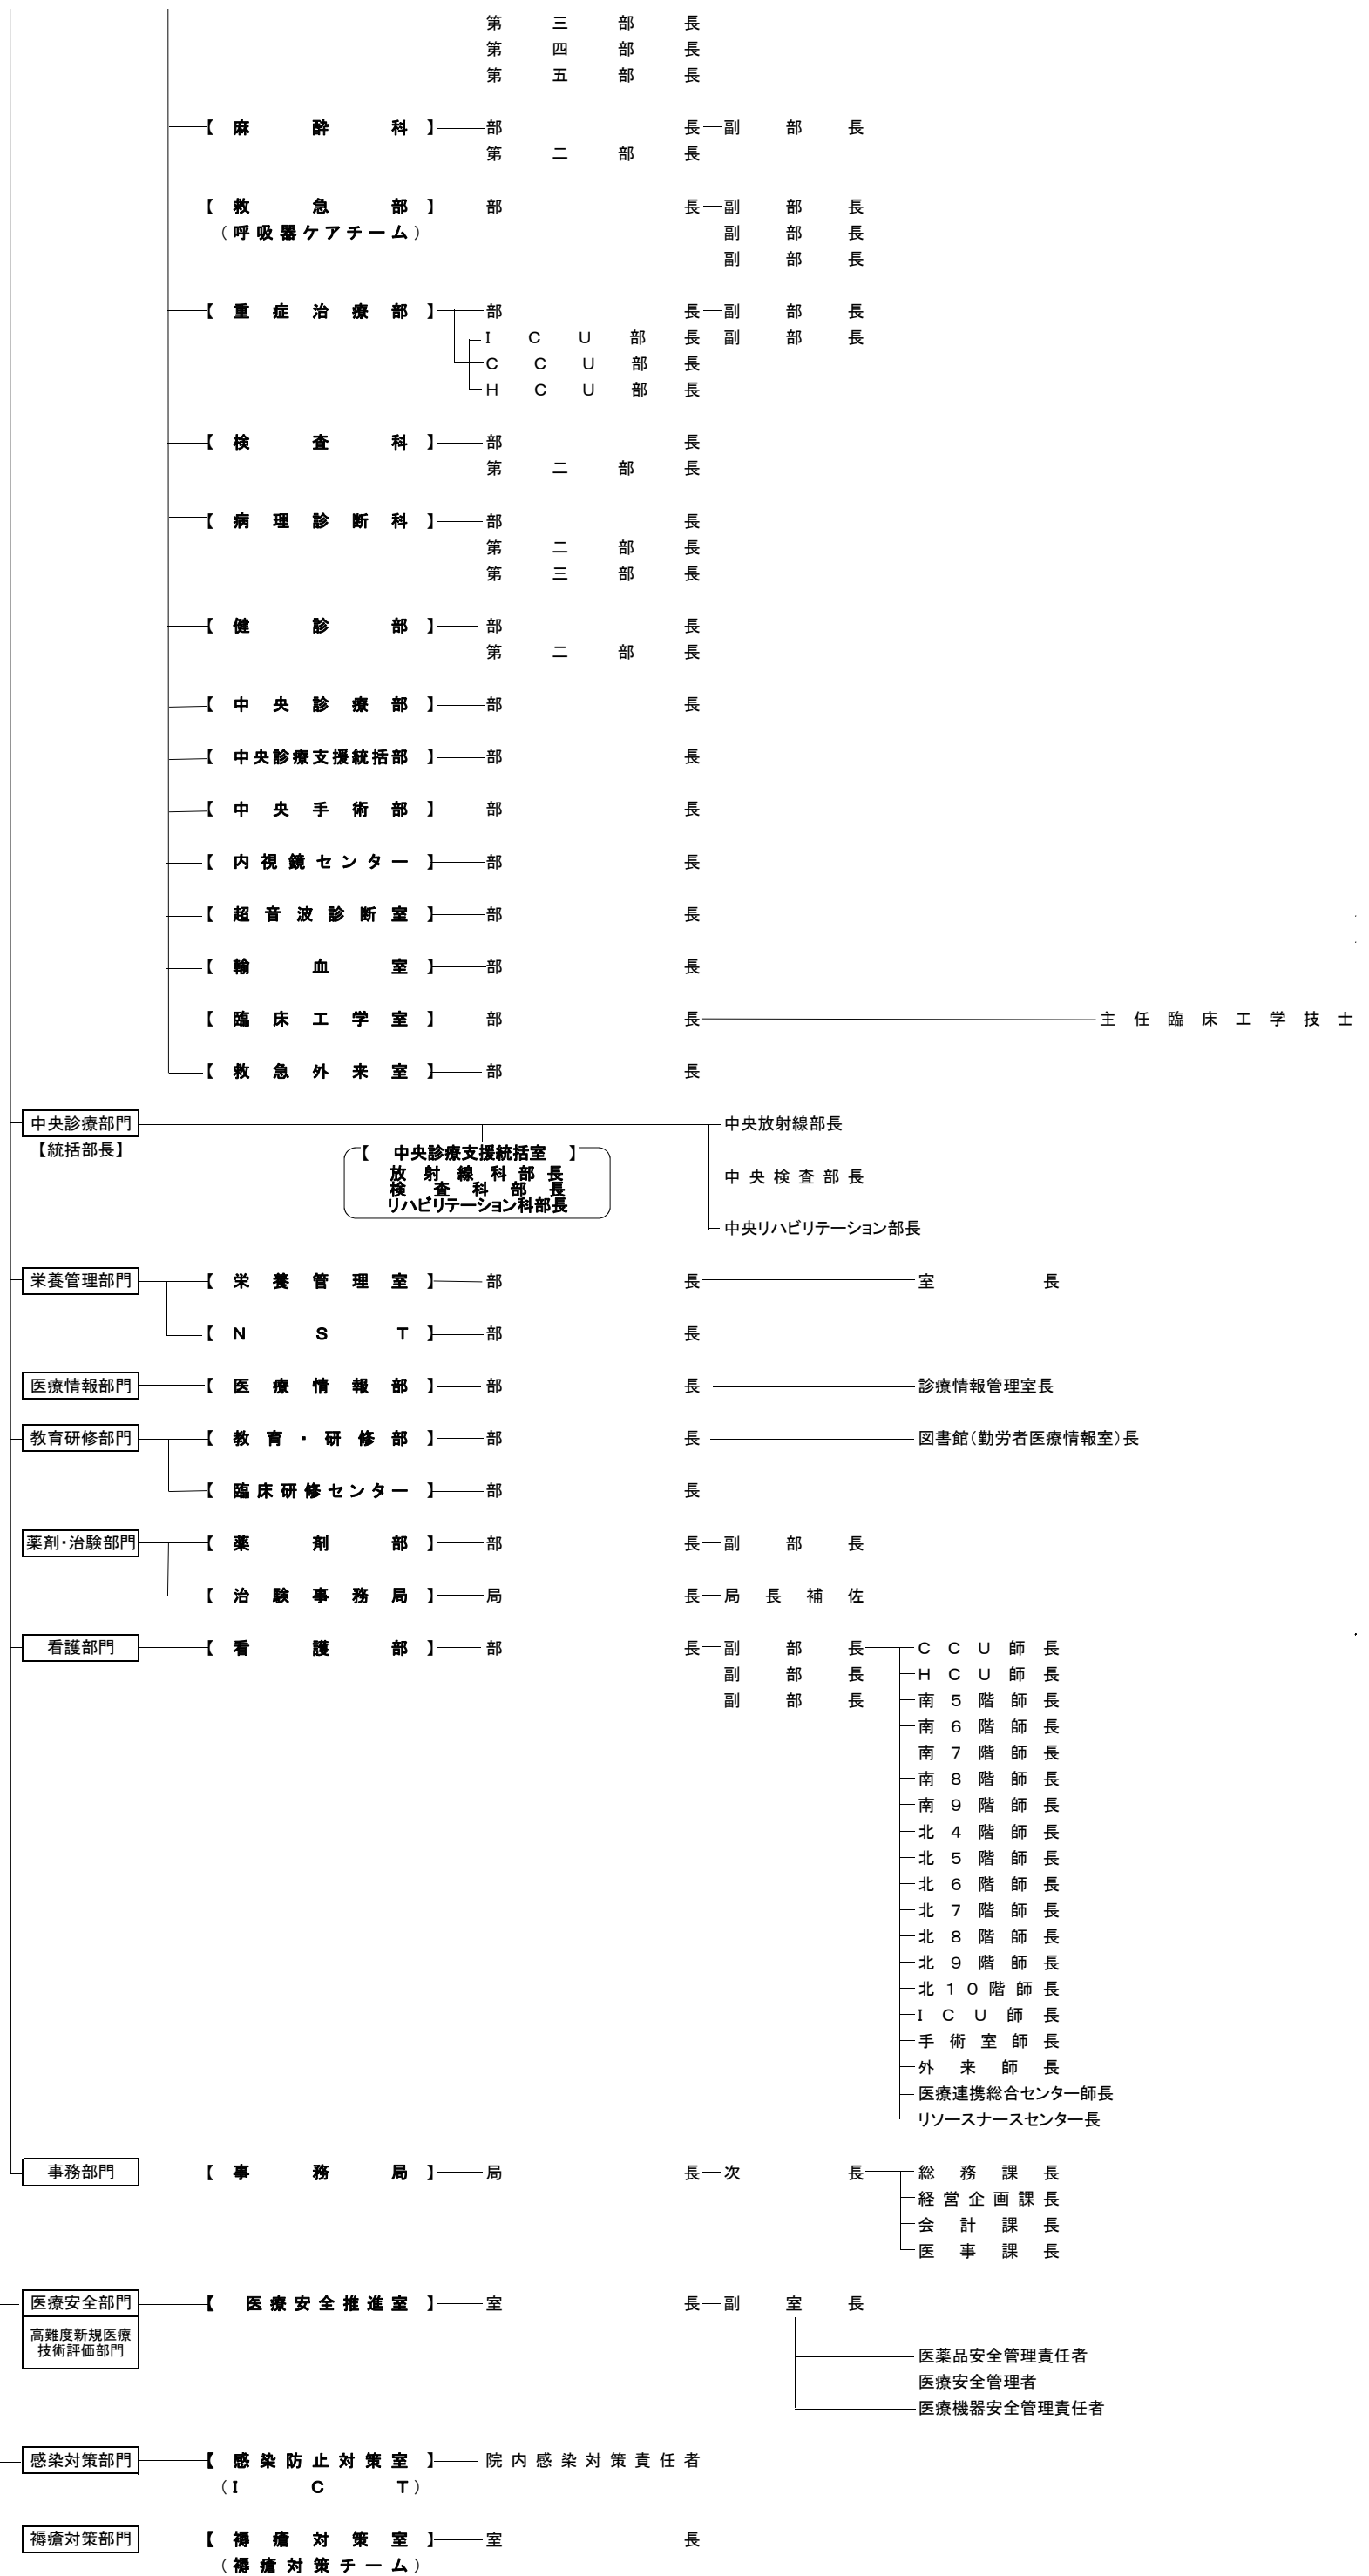 第三部長
第四部長
第五部長
【麻酔科】部長 副部長
第二部長
【救急部】部長 副部長
（呼吸器ケアチーム） 副部長
副部長
【重症治療部】部長 副部長
ＩＣＵ部長 副部長
ＣＣＵ部長
ＨＣＵ部長
【検査科】部長
第二部長
【病理診断科】部長
第二部長
第三部長
【健診部】部長
第二部長
【中央診療部】部長
【中央診療支援統括部】部長
【中央手術部】部長
【内視鏡センター】部長
【超音波診断室】部長
【輸血室】部長
【臨床工学室】部長 主任臨床工学技士
【救急外来室】部長
中央診療部門 中央放射線部長
【統括部長】
【中央診療支援統括室】
放射線科部長
検査科部長
リハビリテーション科部長
中央検査部長
中央リハビリテーション部長
栄養管理部門 【栄養管理室】部長 室長
【ＮＳＴ】部長
医療情報部門 【医療情報部】部長 診療情報管理室長
教育研修部門 【教育・研修部】部長 図書館（勤労者医療情報室）長
【臨床研修センター】部長
薬剤・治験部門 【薬剤部】部長 副部長
【治験事務局】局長 局長補佐
看護部門 【看護部】部長 副部長 ＣＣＵ師長
副部長 ＨＣＵ師長
副部長 南５階師長
南６階師長
南７階師長
南８階師長
南９階師長
北４階師長
北５階師長
北６階師長
北７階師長
北８階師長
北９階師長
北１０階師長
ＩＣＵ師長
手術室師長
外来師長
医療連携総合センター師長
リソースナースセンター長
事務部門 【事務局】局長 次長 総務課長
経営企画課長
会計課長
医事課長
医療安全部門 【医療安全推進室】室長 副室長
高難度新規医療
技術評価部門
医薬品安全管理責任者
医療安全管理者
医療機器安全管理責任者
感染対策部門 【感染防止対策室】院内感染対策責任者
（ＩＣＴ）
褥瘡対策部門 【褥瘡対策室】室長
（褥瘡対策チーム）